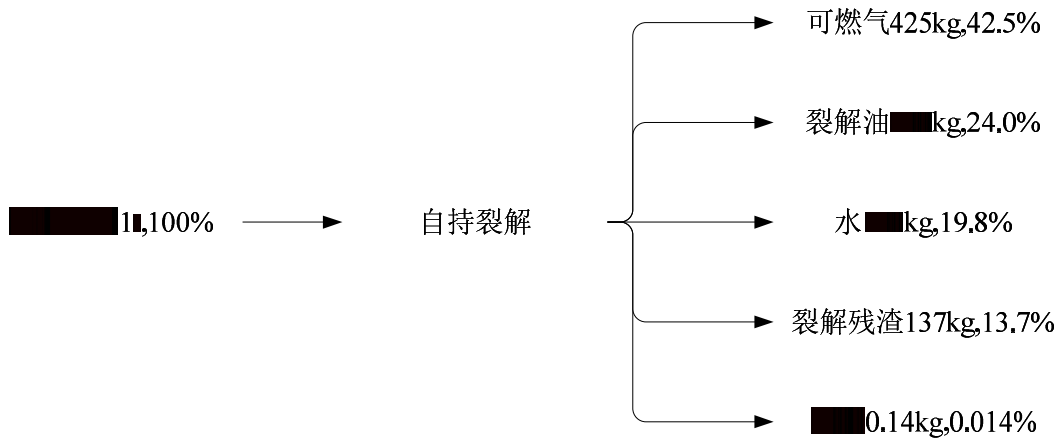 可燃气425kg,42.5%
裂解油kg,24.0%
1,100%
自持裂解
水kg,19.8%
裂解残渣137kg,13.7%
0.14kg,0.014%